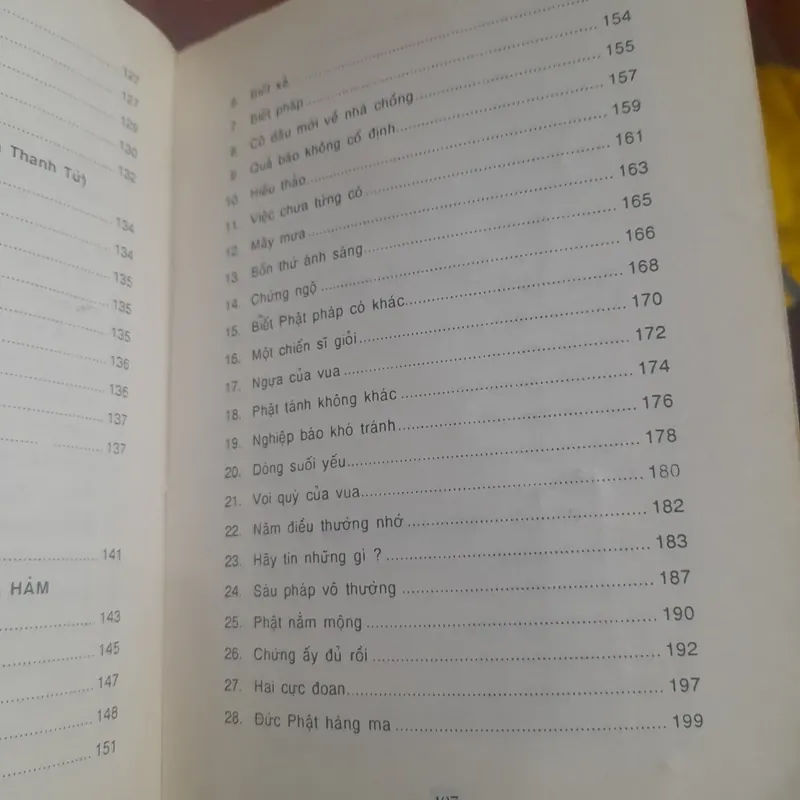 127
127
129
130
132
Thanh Từ)
134
134
135
135
135
136
136
137
137
141
HÀM
143
145
147
148
151
6. Biết xả
7. Biết pháp 154
8. Cô dâu mới về nhà chồng 155
9. Quả báo không cố định 157
10. Hiếu thảo 159
11. Việc chưa từng có 161
12. Mây mưa 163
13. Bốn thứ ánh sáng 165
14. Chứng ngộ 166
15. Biết Phật pháp có khác 168
16. Một chiến sĩ giỏi 170
17. Ngựa của vua 172
18. Phật tánh không khác 174
19. Nghiệp báo khó tránh 176
20. Dòng suối yếu 178
21. Voi quý của vua 180
22. Năm điều thường nhớ 182
23. Hãy tin những gì ? 183
24. Sáu pháp vô thường 187
25. Phật nằm mộng 190
26. Chừng ấy đủ rồi 192
27. Hai cực đoan 197
28. Đức Phật hàng ma 199